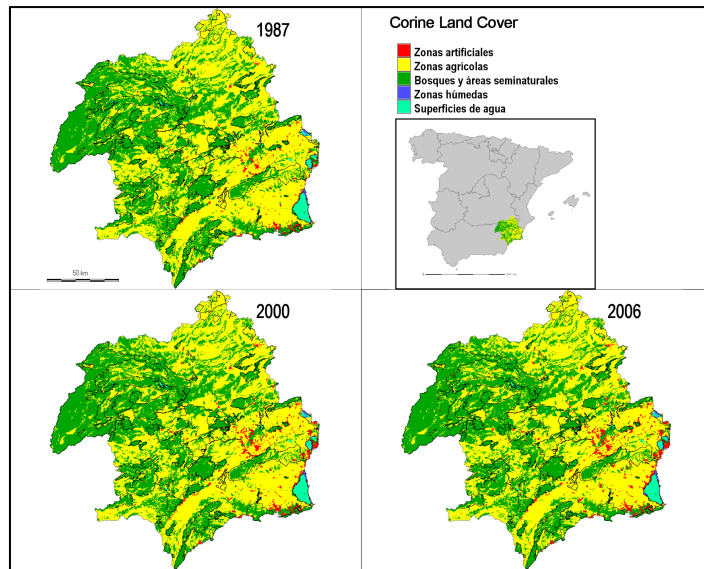 1987
Corine Land Cover
Zonas artificiales
Zonas agrícolas
Bosques y áreas seminaturales
Zonas húmedas
Superficies de agua
50 km
2000
2006